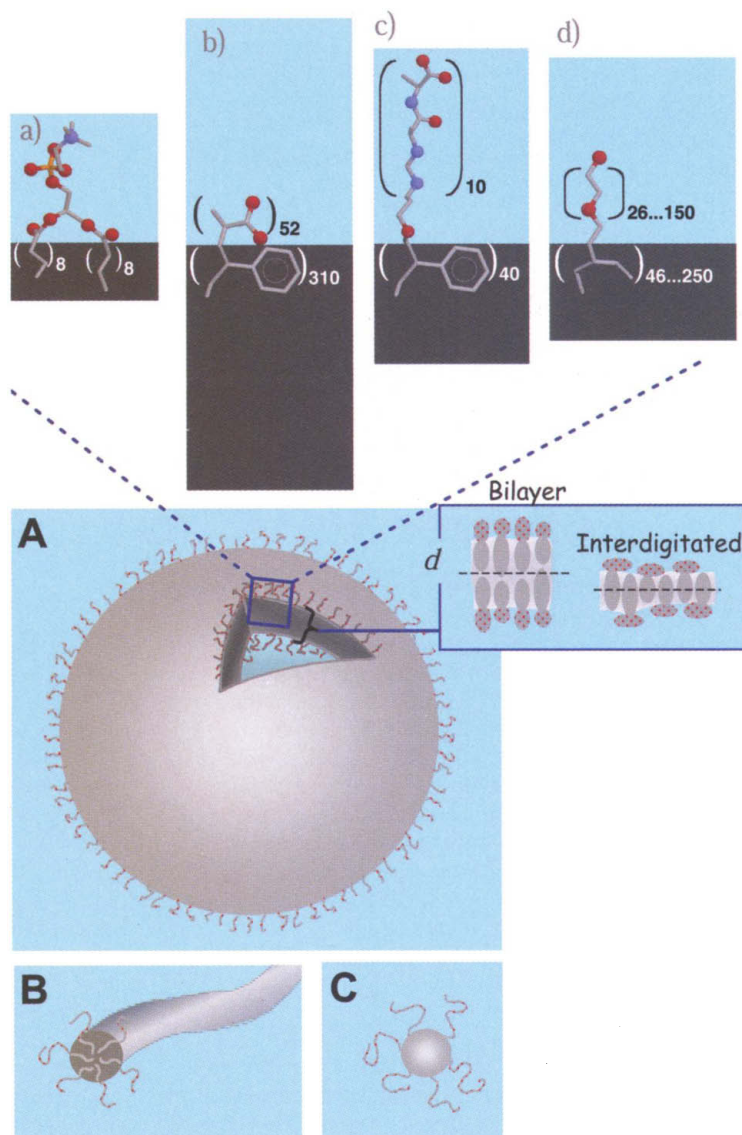 a)
b)
c)
d)
8
8
52
310
10
40
26...150
46...250
A
Bilayer
d
Interdigitated
B
C